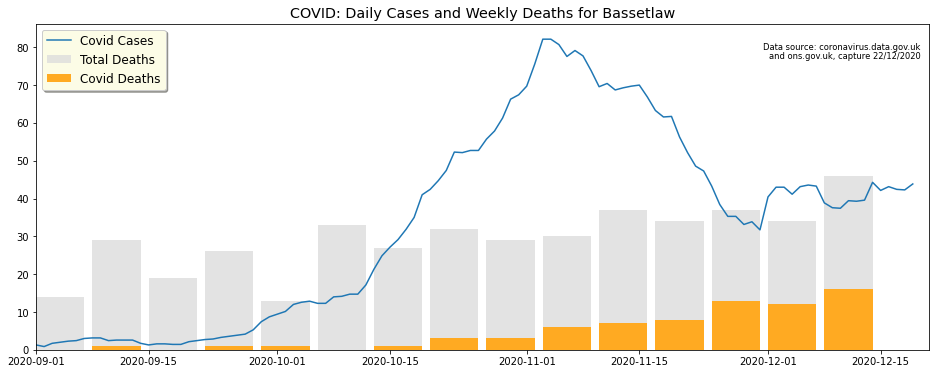 COVID: Daily Cases and Weekly Deaths for Bassetlaw
Covid Cases
Total Deaths
Covid Deaths
Data source: coronavirus.data.gov.uk
and ons.gov.uk, capture 22/12/2020
80
70
60
50
40
30
20
10
0
2020-09-01
2020-09-15
2020-10-01
2020-10-15
2020-11-01
2020-11-15
2020-12-01
2020-12-15